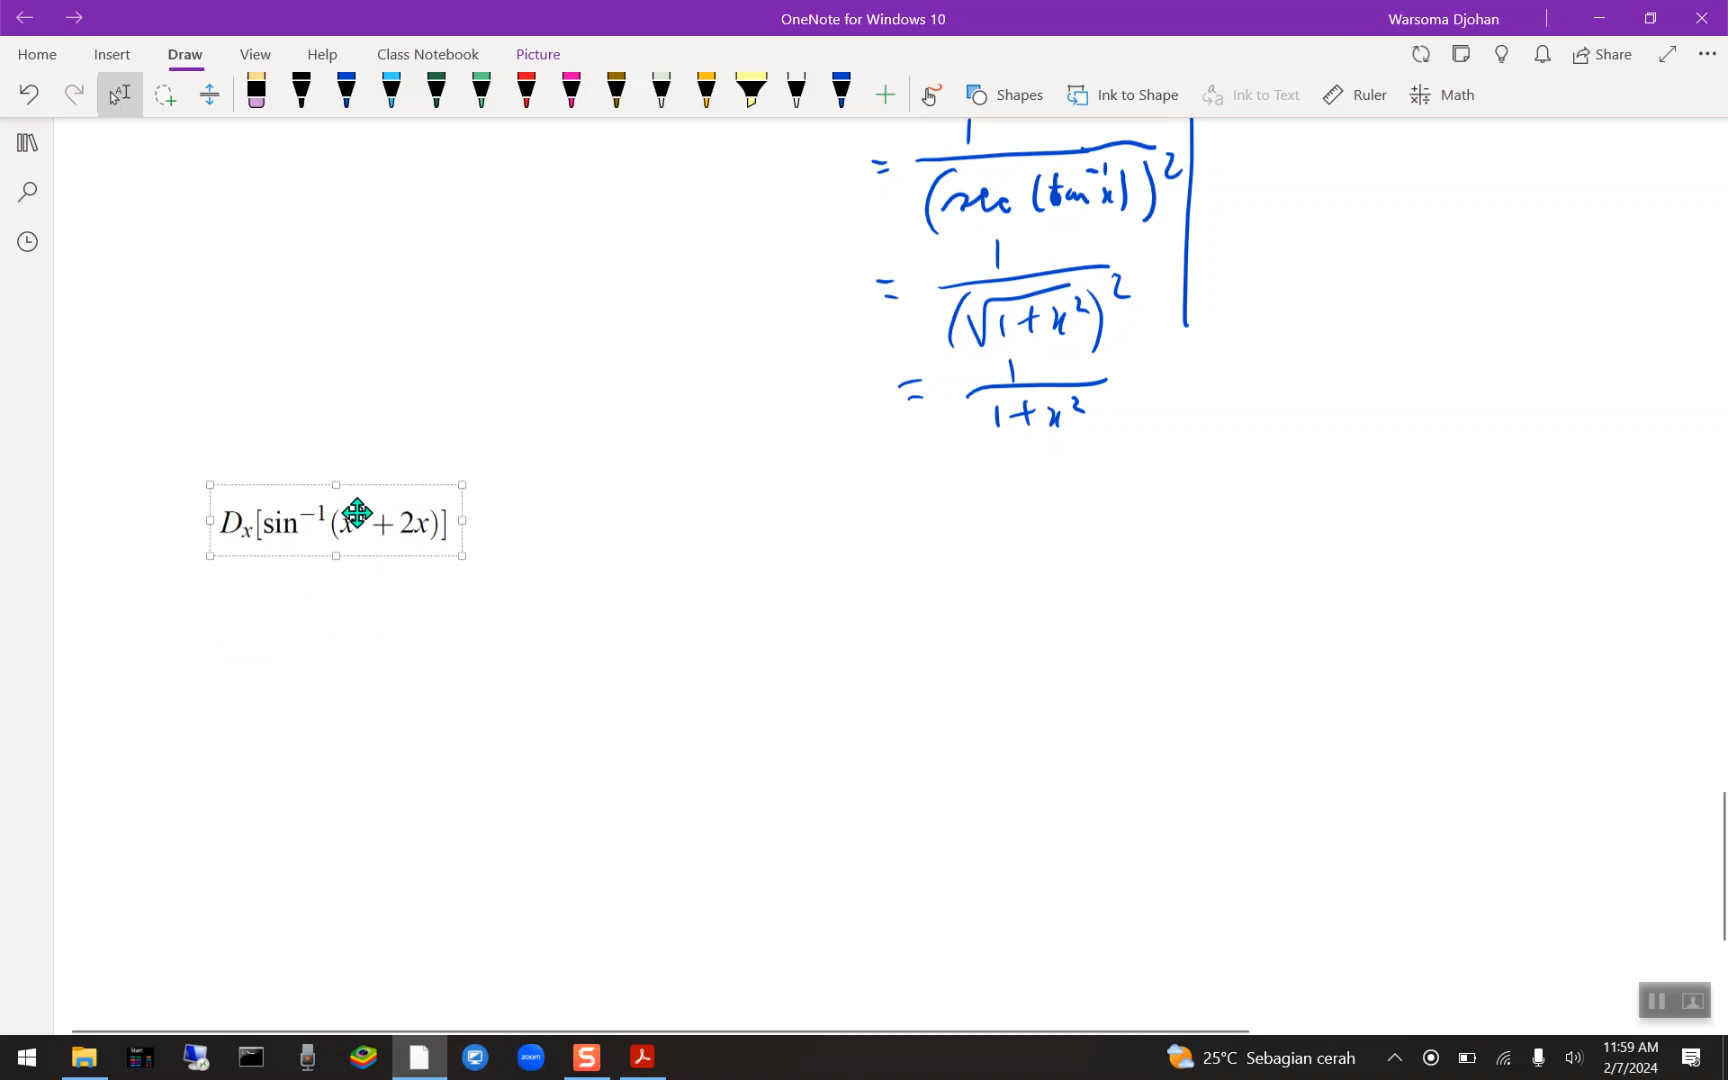 OneNote for Windows 10
Warsoma Djohan
Home Insert Draw View Help Class Notebook Picture
Share
Shapes Ink to Shape Ink to Text Ruler Math
= 1 / (sec (tan⁻¹x))²
= 1 / (√1+x²)²
= 1 / 1+x²
Dₓ[sin⁻¹(x + 2x)]
Start
zoom
S
25°C Sebagian cerah
11:59 AM
2/7/2024